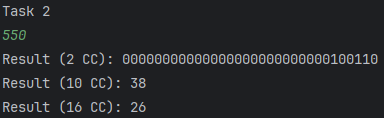 Task 2
550
Result (2 CC): 00000000000000000000000000100110
Result (10 CC): 38
Result (16 CC): 26